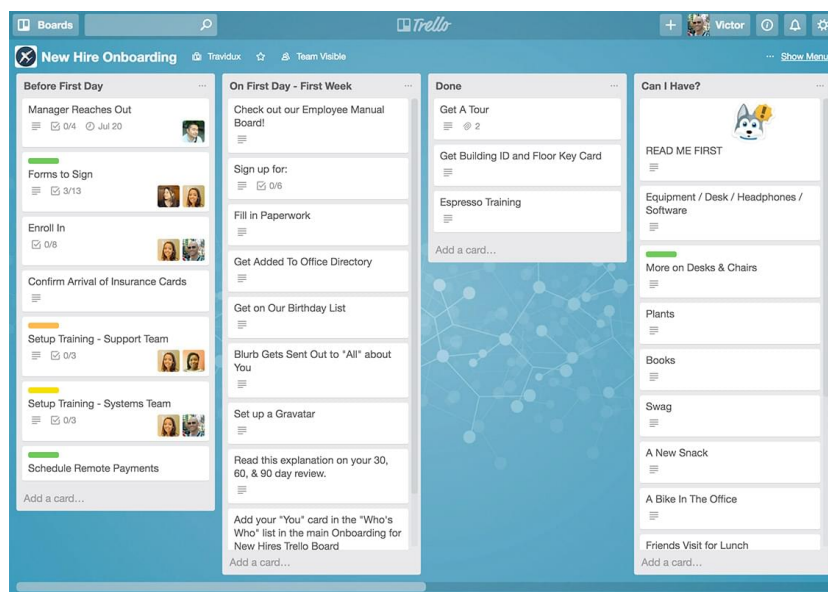 Boards
Trello
Victor
New Hire Onboarding
Travidux
Team Visible
... Show Menu
Before First Day
Manager Reaches Out
0/4 Jul 20
Forms to Sign
3/13
Enroll In
0/8
Confirm Arrival of Insurance Cards
Setup Training - Support Team
0/3
Setup Training - Systems Team
0/3
Schedule Remote Payments
Add a card...
On First Day - First Week
Check out our Employee Manual
Board!
Sign up for:
0/6
Fill in Paperwork
Get Added To Office Directory
Get on Our Birthday List
Blurb Gets Sent Out to "All" about
You
Set up a Gravatar
Read this explanation on your 30,
60, & 90 day review.
Add your "You" card in the "Who's
Who" list in the main Onboarding for
New Hires Trello Board
Add a card...
Done
Get A Tour
2
Get Building ID and Floor Key Card
Espresso Training
Add a card...
Can I Have?
READ ME FIRST
Equipment / Desk / Headphones /
Software
More on Desks & Chairs
Plants
Books
Swag
A New Snack
A Bike In The Office
Friends Visit for Lunch
Add a card...